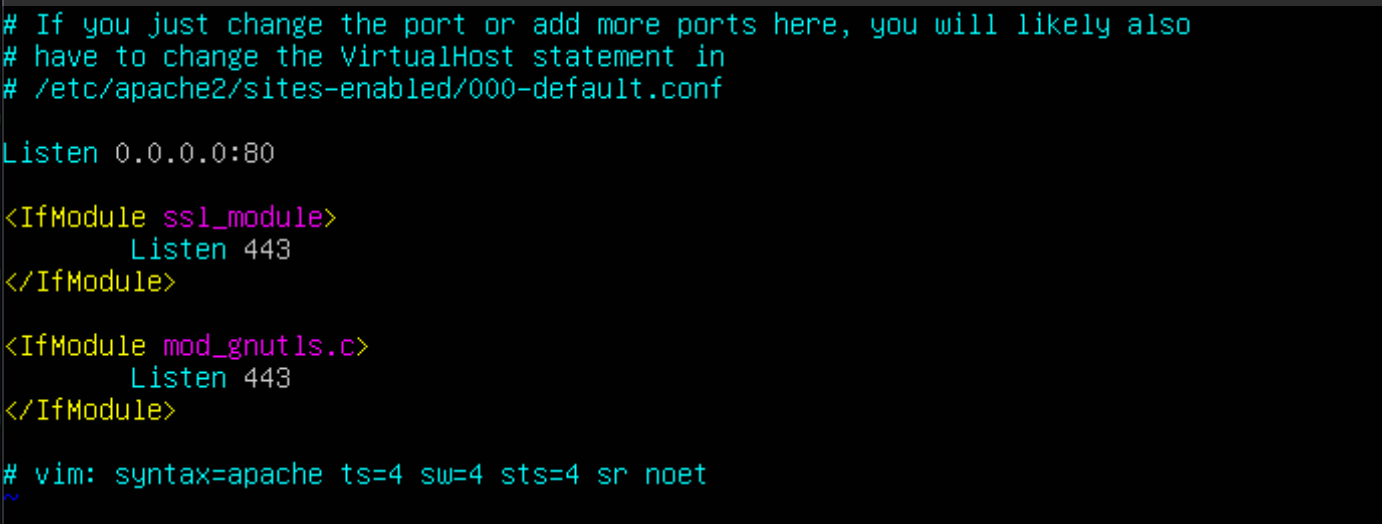 # If you just change the port or add more ports here, you will likely also
# have to change the VirtualHost statement in
# /etc/apache2/sites-enabled/000-default.conf
Listen 0.0.0.0:80
<IfModule ssl_module>
Listen 443
</IfModule>
<IfModule mod_gnutls.c>
Listen 443
</IfModule>
# vim: syntax=apache ts=4 sw=4 sts=4 sr noet
~